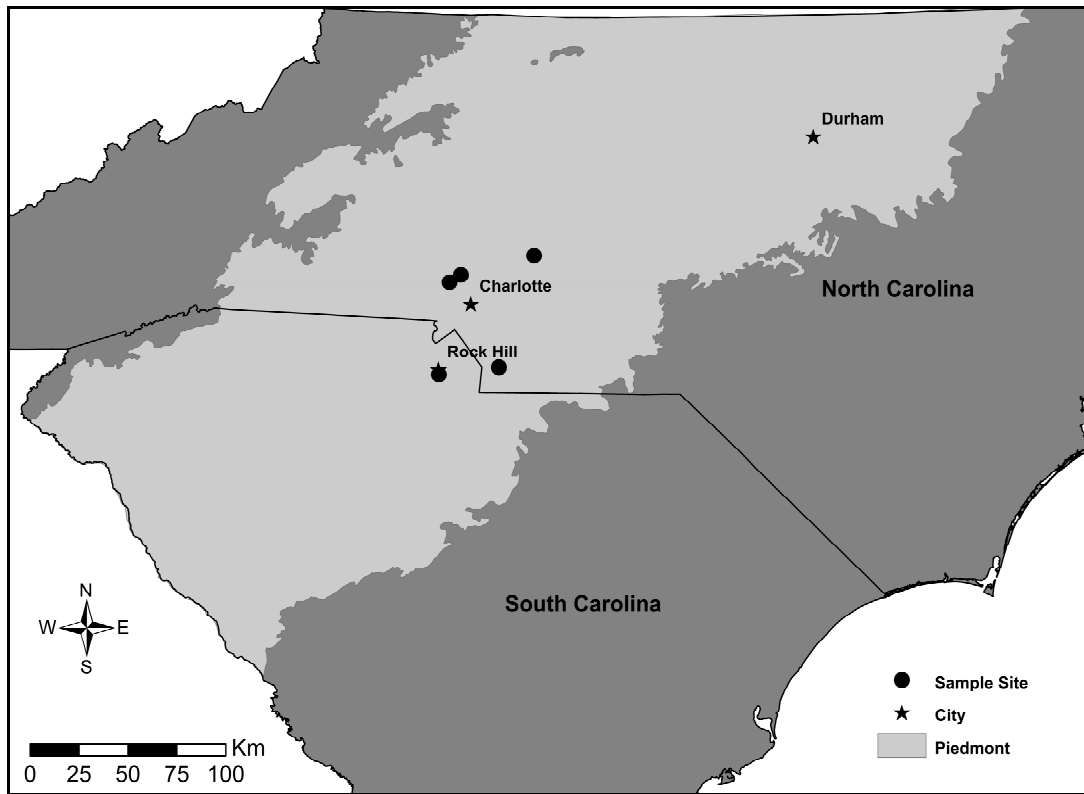 Durham
North Carolina
Charlotte
Rock Hill
South Carolina
N
W E
S
Sample Site
City
Piedmont
Km
0 25 50 75 100